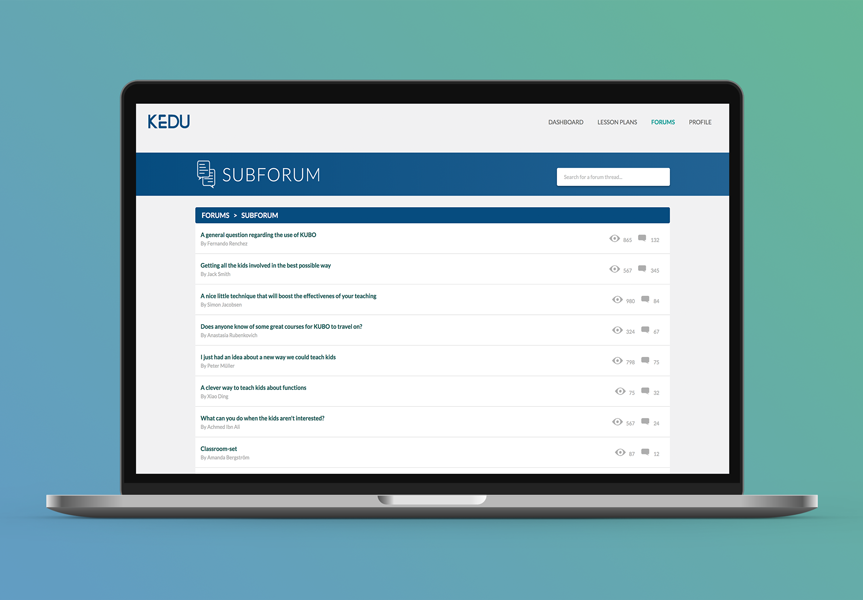 KEDU
DASHBOARD LESSON PLANS FORUMS PROFILE
SUBFORUM
Search for a forum thread...
FORUMS > SUBFORUM
A general question regarding the use of KUBO
By Fernando Renchez
865 132
Getting all the kids involved in the best possible way
By Jack Smith
567 345
A nice little technique that will boost the effectivenes of your teaching
By Simon Jacobsen
980 84
Does anyone know of some great courses for KUBO to travel on?
By Anastasia Rubenkovich
324 67
I just had an idea about a new way we could teach kids
By Peter Müller
798 75
A clever way to teach kids about functions
By Xiao Ding
75 32
What can you do when the kids aren't interested?
By Achmed Ibn Ali
567 24
Classroom-set
By Amanda Bergström
87 12